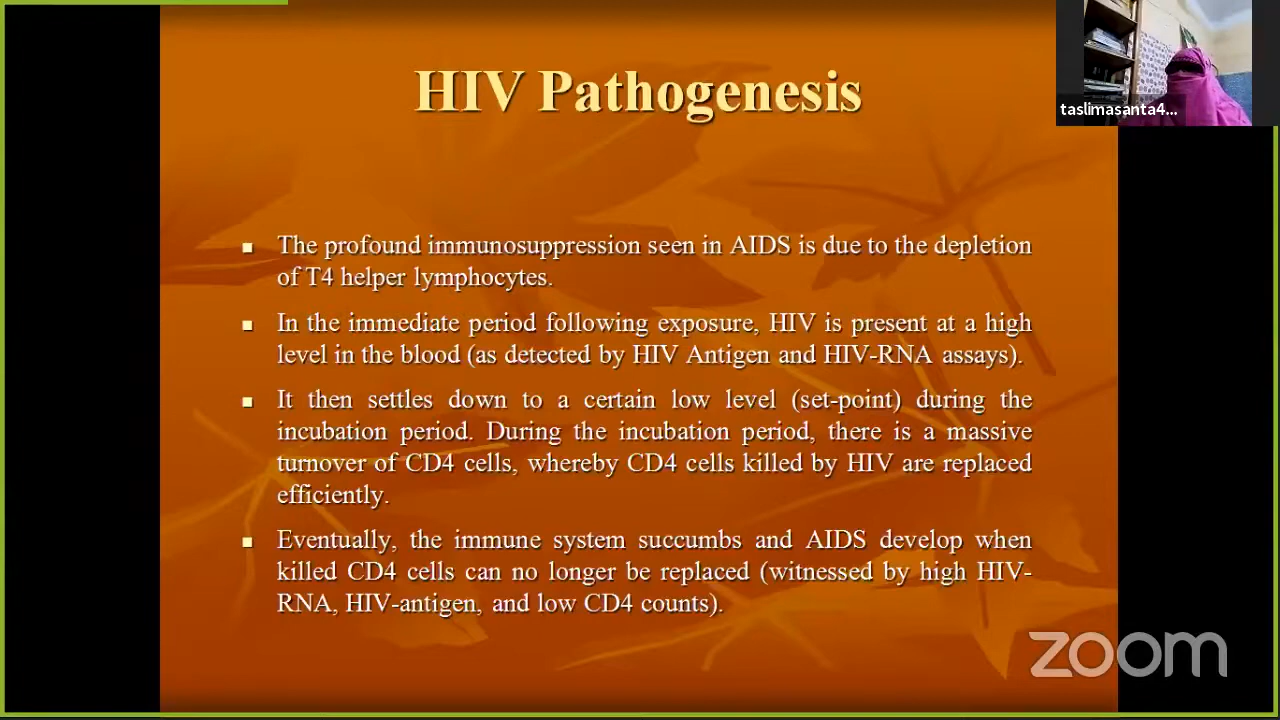 HIV Pathogenesis
taslimasanta4...
▪ The profound immunosuppression seen in AIDS is due to the depletion
of T4 helper lymphocytes.
▪ In the immediate period following exposure, HIV is present at a high
level in the blood (as detected by HIV Antigen and HIV-RNA assays).
▪ It then settles down to a certain low level (set-point) during the
incubation period. During the incubation period, there is a massive
turnover of CD4 cells, whereby CD4 cells killed by HIV are replaced
efficiently.
▪ Eventually, the immune system succumbs and AIDS develop when
killed CD4 cells can no longer be replaced (witnessed by high HIV-
RNA, HIV-antigen, and low CD4 counts).
zoom